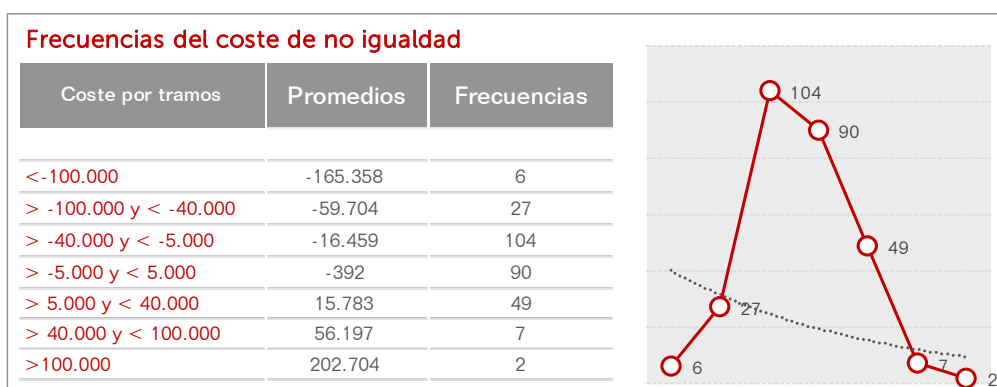 Frecuencias del coste de no igualdad
Coste por tramos Promedios Frecuencias
<-100.000 -165.358 6
> -100.000 y < -40.000 -59.704 27
> -40.000 y < -5.000 -16.459 104
> -5.000 y < 5.000 -392 90
> 5.000 y < 40.000 15.783 49
> 40.000 y < 100.000 56.197 7
>100.000 202.704 2
104
90
49
27
6
7
2